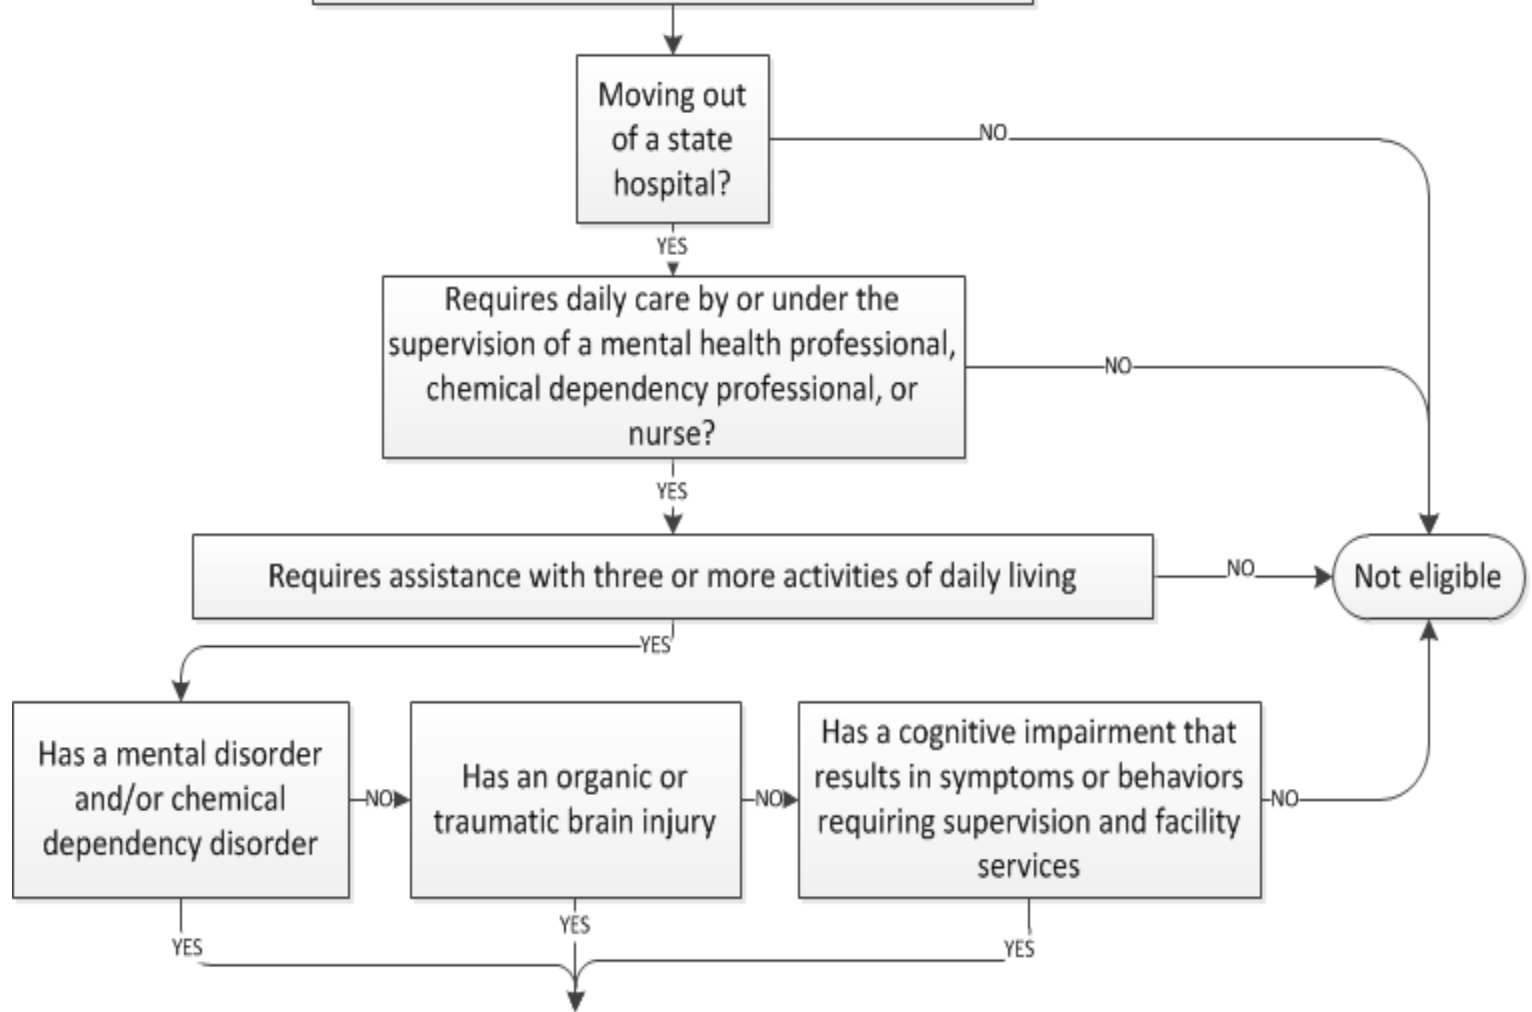 Moving out
of a state
hospital?
NO
YES
Requires daily care by or under the
supervision of a mental health professional,
chemical dependency professional, or
nurse?
NO
YES
Requires assistance with three or more activities of daily living
NO
Not eligible
YES
Has a mental disorder
and/or chemical
dependency disorder
NO
Has an organic or
traumatic brain injury
NO
Has a cognitive impairment that
results in symptoms or behaviors
requiring supervision and facility
services
NO
YES
YES
YES